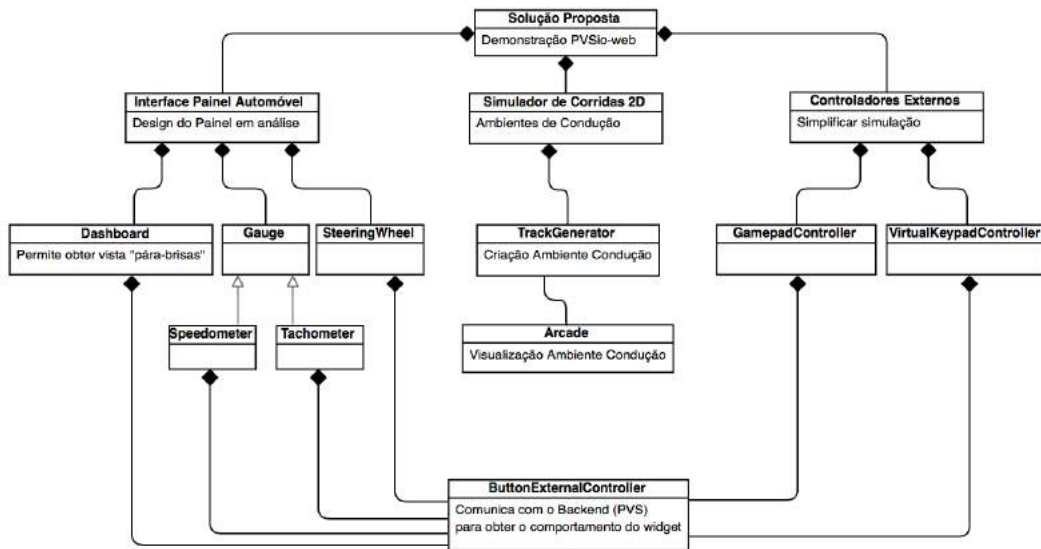 Solução Proposta
Demonstração PVSio-web
Interface Painel Automóvel
Design do Painel em análise
Simulador de Corridas 2D
Ambientes de Condução
Controladores Externos
Simplificar simulação
Dashboard
Permite obter vista "pára-brisas"
Gauge
SteeringWheel
TrackGenerator
Criação Ambiente Condução
GamepadController
VirtualKeypadController
Speedometer
Tachometer
Arcade
Visualização Ambiente Condução
ButtonExternalController
Comunica com o Backend (PVS)
para obter o comportamento do widget